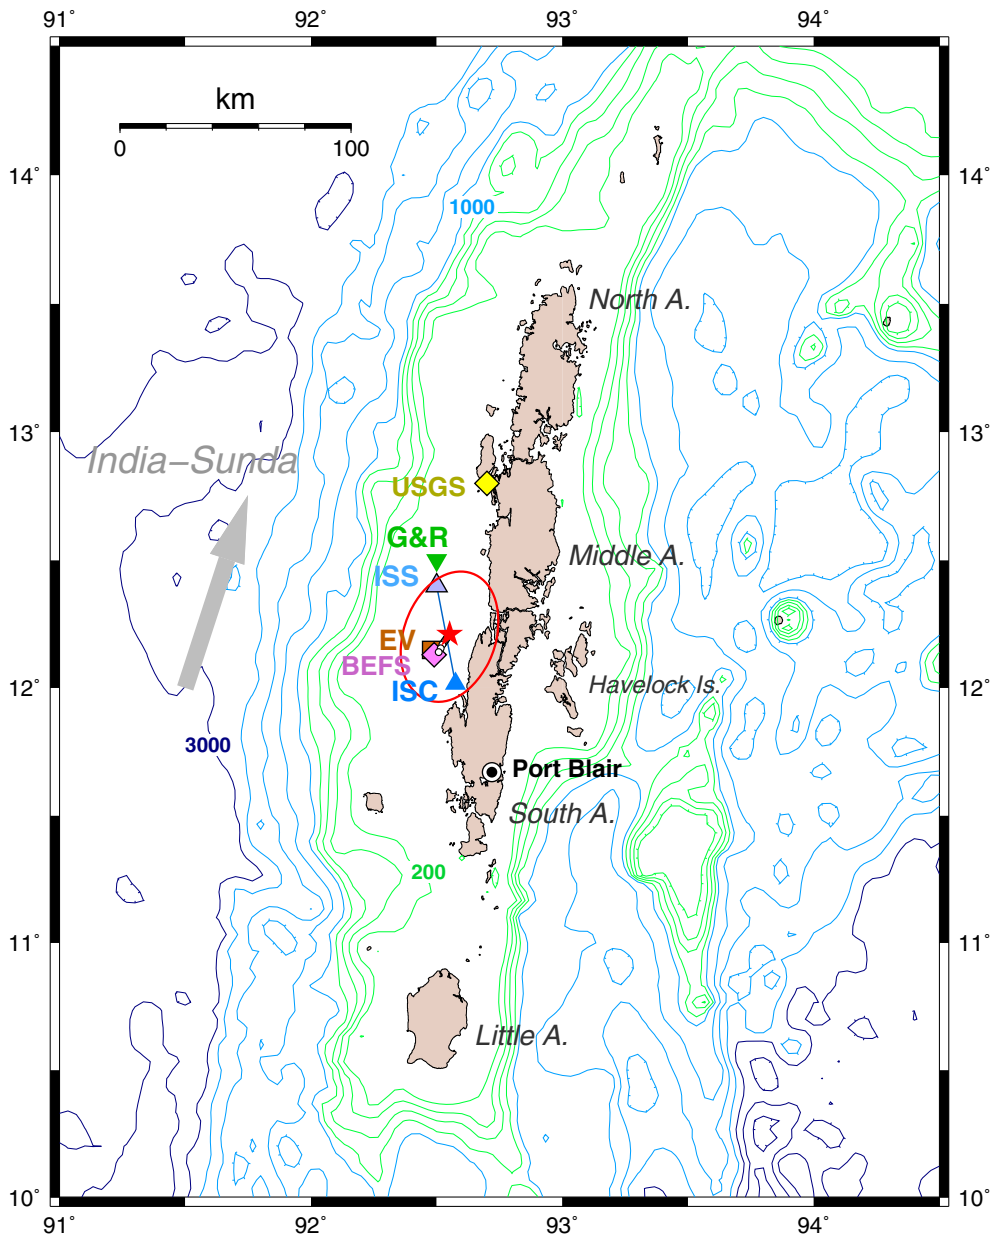 91° 92° 93° 94°
km
0 100
14° 14°
1000
North A.
13° 13°
India–Sunda
USGS
G&R
Middle A.
ISS
EV
BEFS
ISC
Havelock Is.
12° 12°
3000
Port Blair
South A.
200
11° 11°
Little A.
10° 10°
91° 92° 93° 94°